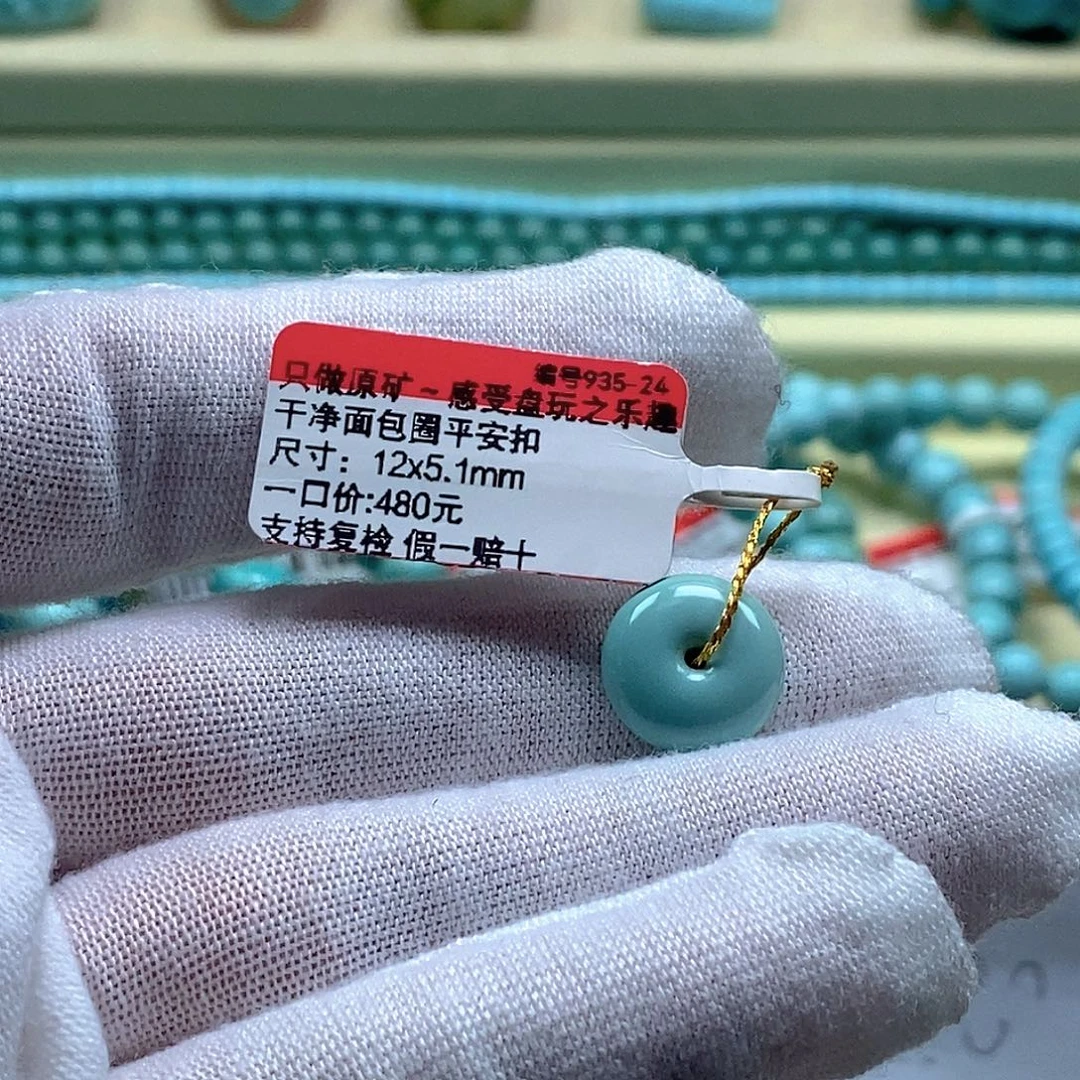 编号935-24
只做原矿~感受盘玩之乐趣
干净面包圈平安扣
尺寸：12x5.1mm
一口价:480元
支持复检 假一赔十